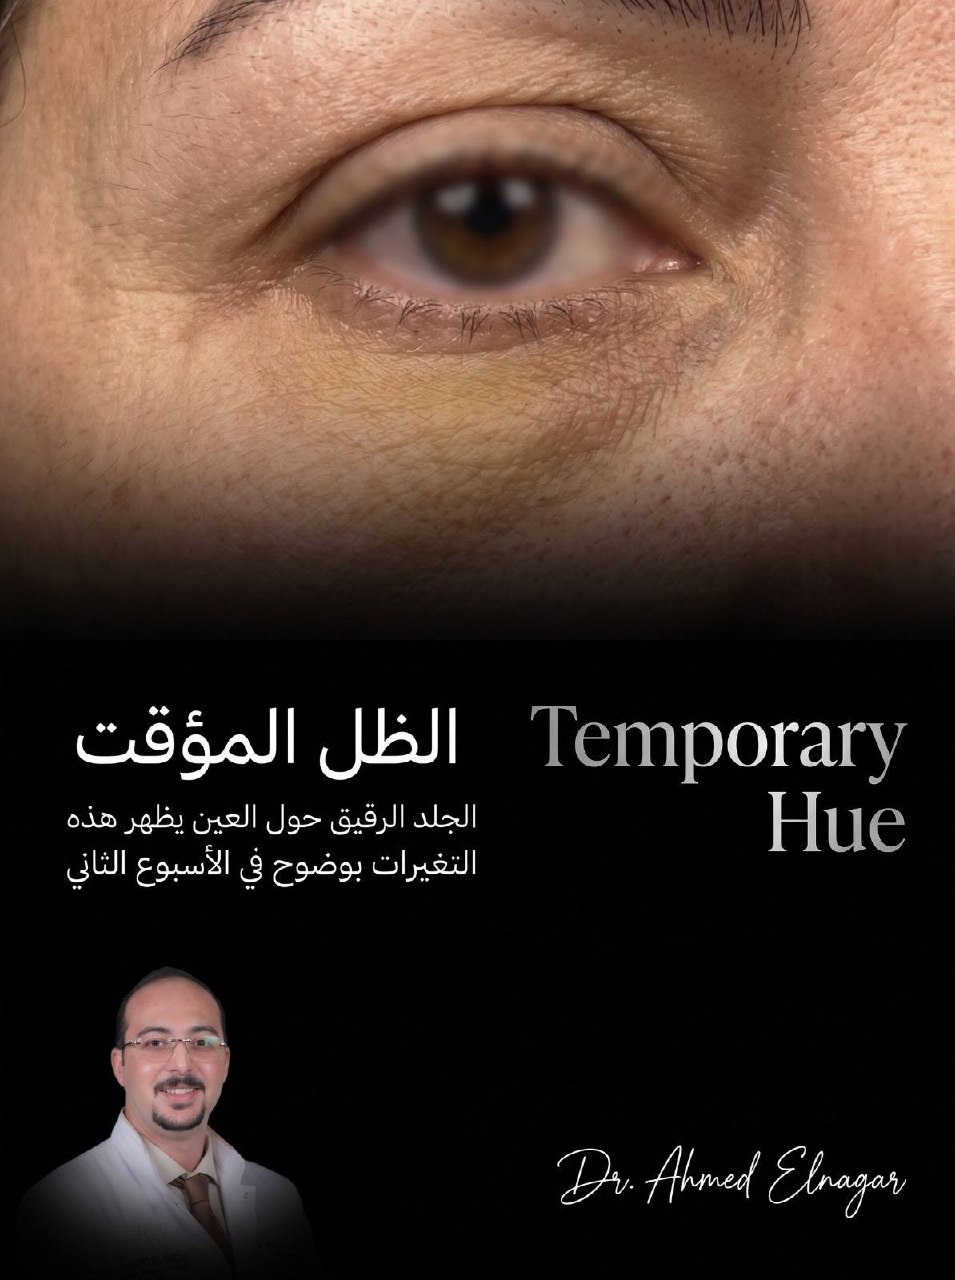 الظل المؤقت
الجلد الرقيق حول العين يظهر هذه
التغيرات بوضوح في الأسبوع الثاني
Temporary
Hue
Dr. Ahmed Elnagar